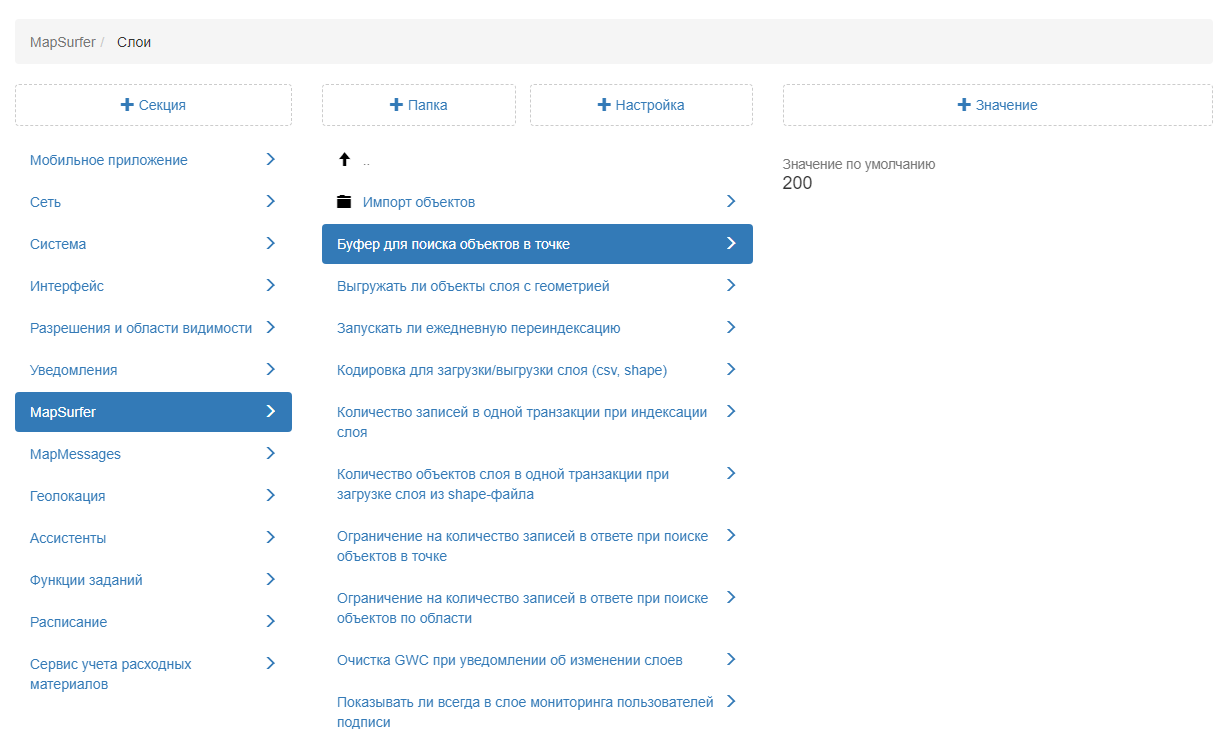 MapSurfer / Слои
Секция
Папка
Настройка
Значение
Мобильное приложение
Сеть
Система
Интерфейс
Разрешения и области видимости
Уведомления
MapSurfer
MapMessages
Геолокация
Ассистенты
Функции заданий
Расписание
Сервис учета расходных
материалов
..
Импорт объектов
Буфер для поиска объектов в точке
Выгружать ли объекты слоя с геометрией
Запускать ли ежедневную переиндексацию
Кодировка для загрузки/выгрузки слоя (csv, shape)
Количество записей в одной транзакции при индексации
слоя
Количество объектов слоя в одной транзакции при
загрузке слоя из shape-файла
Ограничение на количество записей в ответе при поиске
объектов в точке
Ограничение на количество записей в ответе при поиске
объектов по области
Очистка GWC при уведомлении об изменении слоев
Показывать ли всегда в слое мониторинга пользователей
подписи
Значение по умолчанию
200